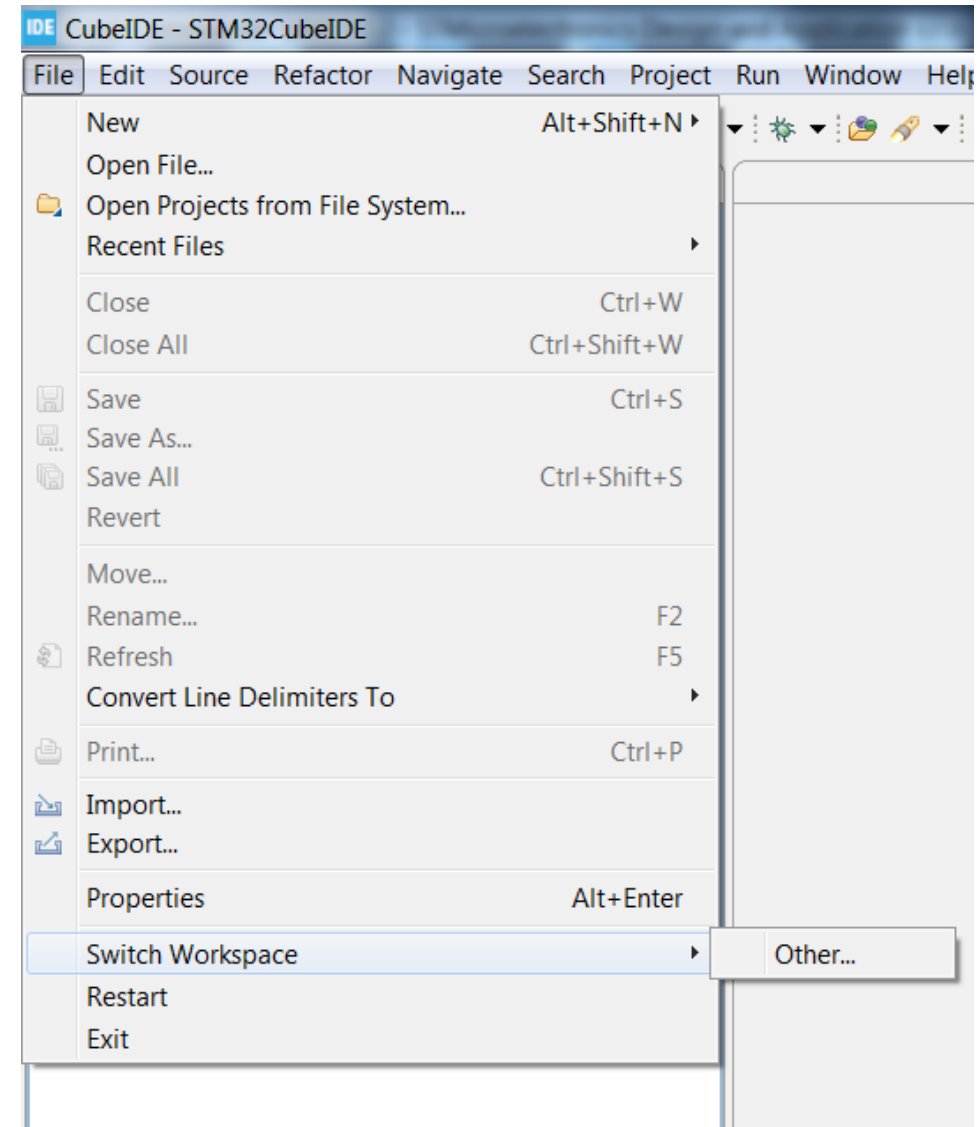 IDE CubeIDE - STM32CubeIDE
File Edit Source Refactor Navigate Search Project Run Window Help
New Alt+Shift+N
Open File...
Open Projects from File System...
Recent Files
Close Ctrl+W
Close All Ctrl+Shift+W
Save Ctrl+S
Save As...
Save All Ctrl+Shift+S
Revert
Move...
Rename... F2
Refresh F5
Convert Line Delimiters To
Print... Ctrl+P
Import...
Export...
Properties Alt+Enter
Switch Workspace Other...
Restart
Exit